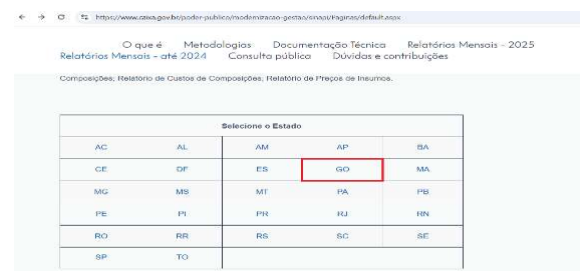 https://www.caixa.gov.br/poder-publico/modernizacao-gestao/sinapi/Paginas/default.aspx
O que é Metodologias Documentação Técnica Relatórios Mensais - 2025
Relatórios Mensais - até 2024 Consulta pública Dúvidas e contribuições
Composições; Relatório de Custos de Composições; Relatório de Preços de Insumos.
Selecione o Estado
AC AL AM AP BA
CE DF ES GO MA
MG MS MT PA PB
PE PI PR RJ RN
RO RR RS SC SE
SP TO